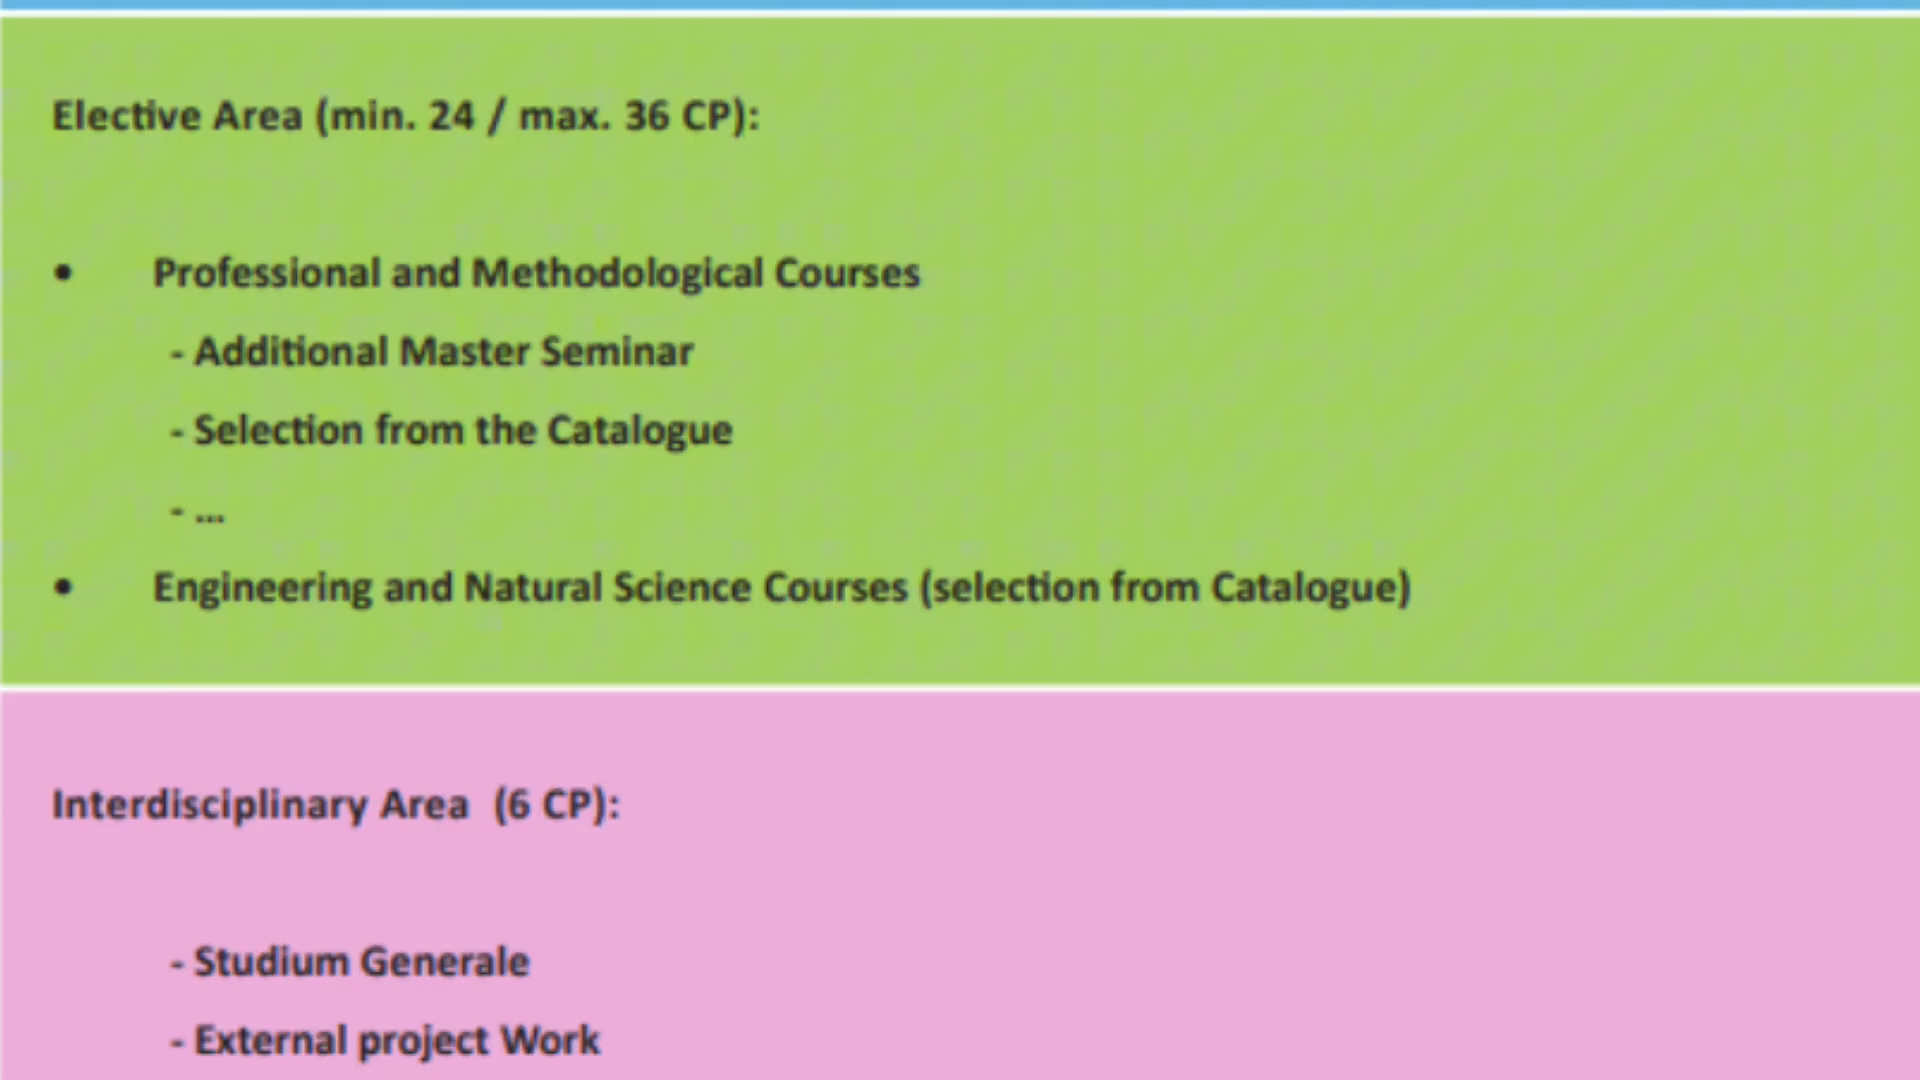 Elective Area (min. 24 / max. 36 CP):
• Professional and Methodological Courses
- Additional Master Seminar
- Selection from the Catalogue
- ...
• Engineering and Natural Science Courses (selection from Catalogue)
Interdisciplinary Area (6 CP):
- Studium Generale
- External project Work